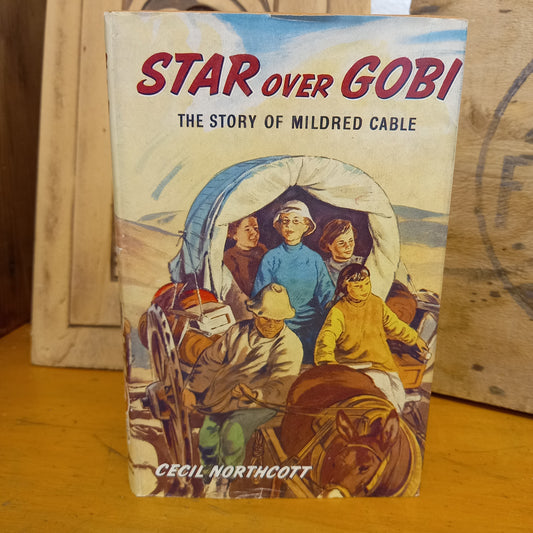 STAR OVER GOBI
THE STORY OF MILDRED CABLE
CECIL NORTHCOTT